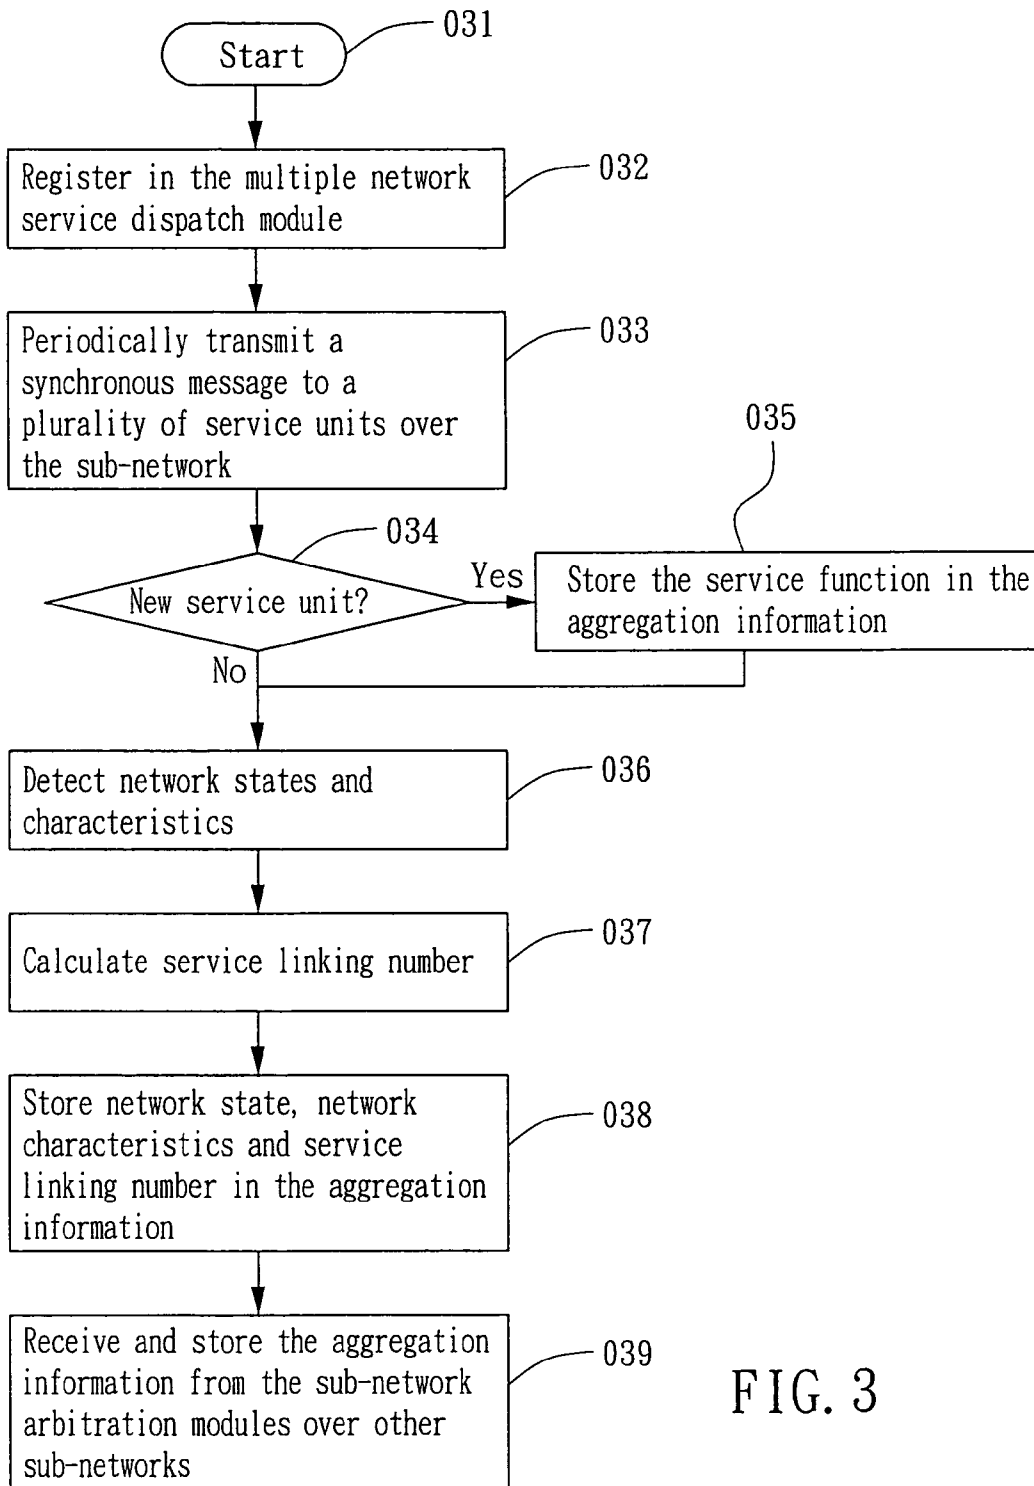 Start
031
Register in the multiple network
service dispatch module
032
Periodically transmit a
synchronous message to a
plurality of service units over
the sub-network
033
New service unit?
034
Yes
No
Store the service function in the
aggregation information
035
Detect network states and
characteristics
036
Calculate service linking number
037
Store network state, network
characteristics and service
linking number in the aggregation
information
038
Receive and store the aggregation
information from the sub-network
arbitration modules over other
sub-networks
039
FIG. 3